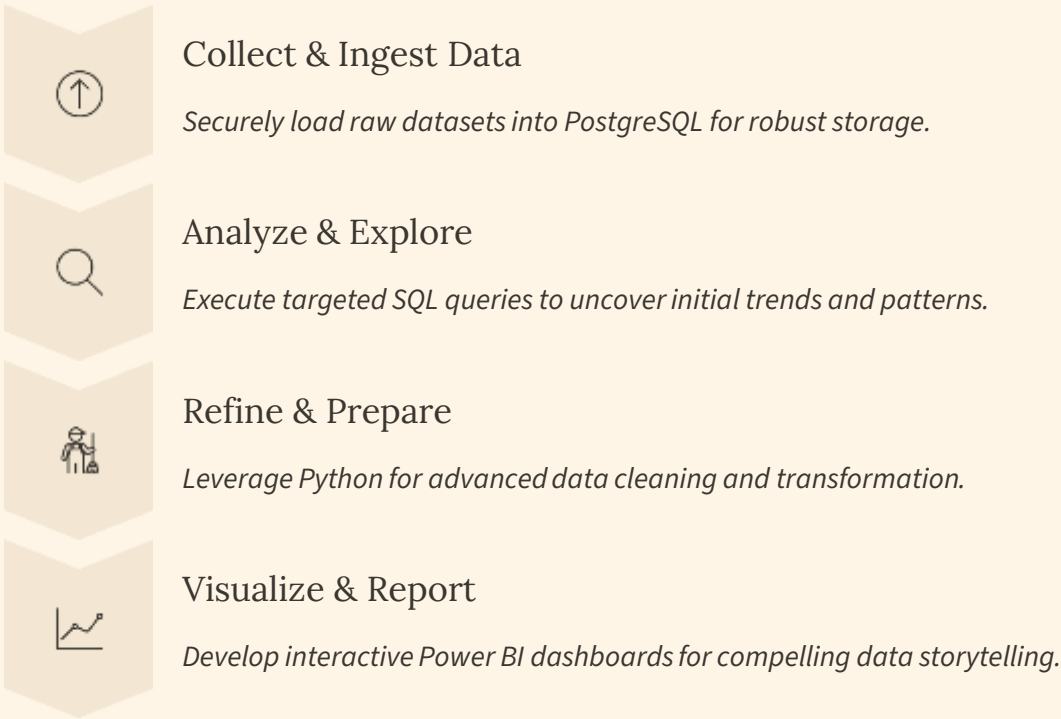 Collect & Ingest Data
Securely load raw datasets into PostgreSQL for robust storage.
Analyze & Explore
Execute targeted SQL queries to uncover initial trends and patterns.
Refine & Prepare
Leverage Python for advanced data cleaning and transformation.
Visualize & Report
Develop interactive Power BI dashboards for compelling data storytelling.